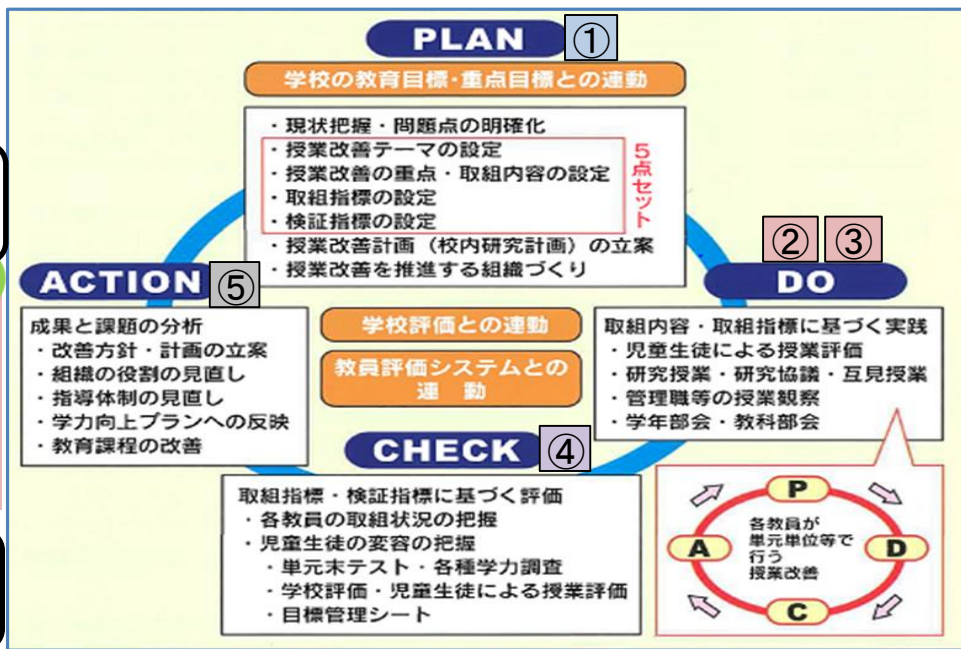 PLAN ①
学校の教育目標・重点目標との連動
・現状把握・問題点の明確化
・授業改善テーマの設定
・授業改善の重点・取組内容の設定
・取組指標の設定
・検証指標の設定
5点セット
・授業改善計画（校内研究計画）の立案
・授業改善を推進する組織づくり
② ③
DO
取組内容・取組指標に基づく実践
・児童生徒による授業評価
・研究授業・研究協議・互見授業
・管理職等の授業観察
・学年部会・教科部会
P
D
C
A
各教員が
単元単位等で
行う
授業改善
CHECK ④
取組指標・検証指標に基づく評価
・各教員の取組状況の把握
・児童生徒の変容の把握
・単元末テスト・各種学力調査
・学校評価・児童生徒による授業評価
・目標管理シート
ACTION ⑤
成果と課題の分析
・改善方針・計画の立案
・組織の役割の見直し
・指導体制の見直し
・学力向上プランへの反映
・教育課程の改善
学校評価との連動
教員評価システムとの
連動